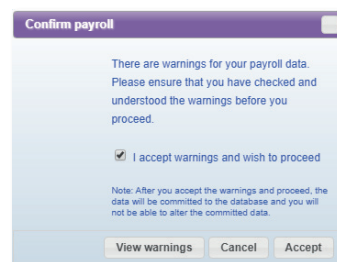 Confirm payroll
There are warnings for your payroll data.
Please ensure that you have checked and
understood the warnings before you
proceed.
I accept warnings and wish to proceed
Note: After you accept the warnings and proceed, the
data will be committed to the database and you will
not be able to alter the committed data.
View warnings Cancel Accept